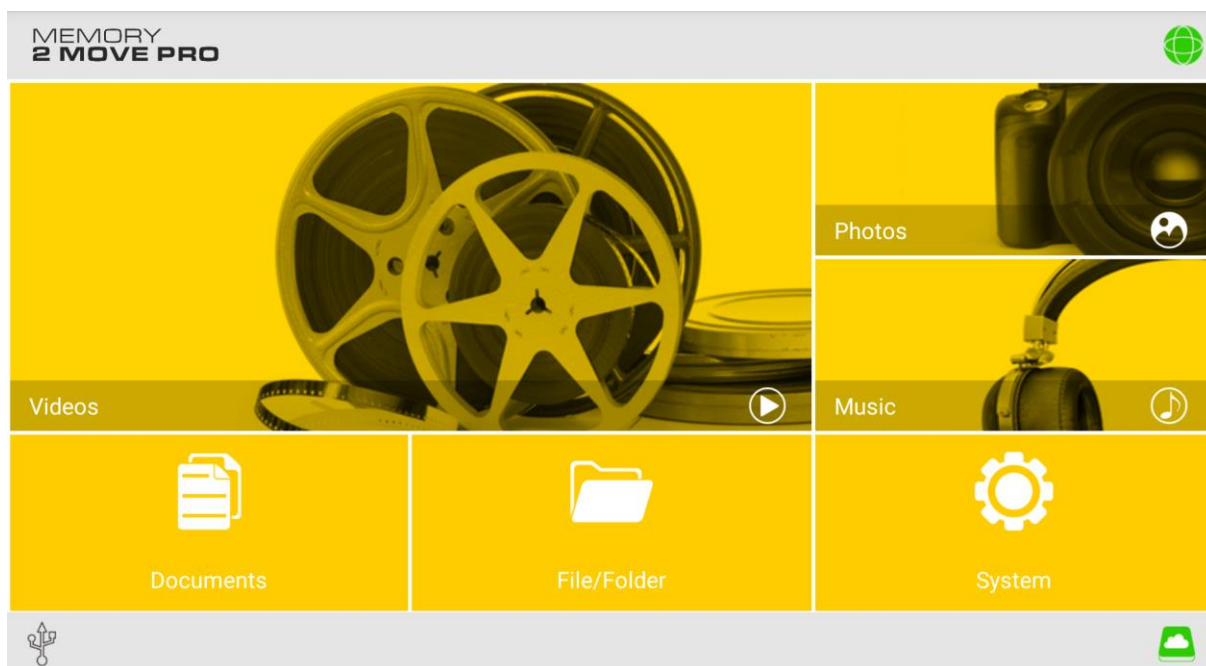 MEMORY
2 MOVE PRO
Videos
Photos
Music
Documents
File/Folder
System